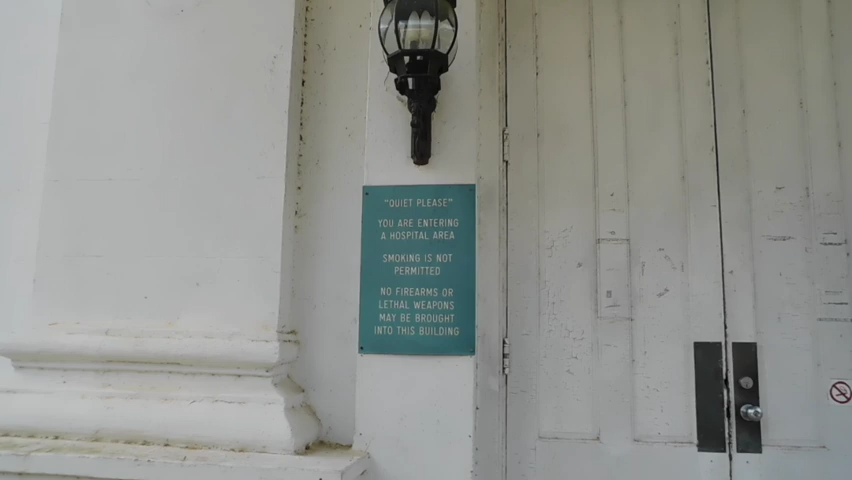 "QUIET PLEASE"
YOU ARE ENTERING
A HOSPITAL AREA
SMOKING IS NOT
PERMITTED
NO FIREARMS OR
LETHAL WEAPONS
MAY BE BROUGHT
INTO THIS BUILDING